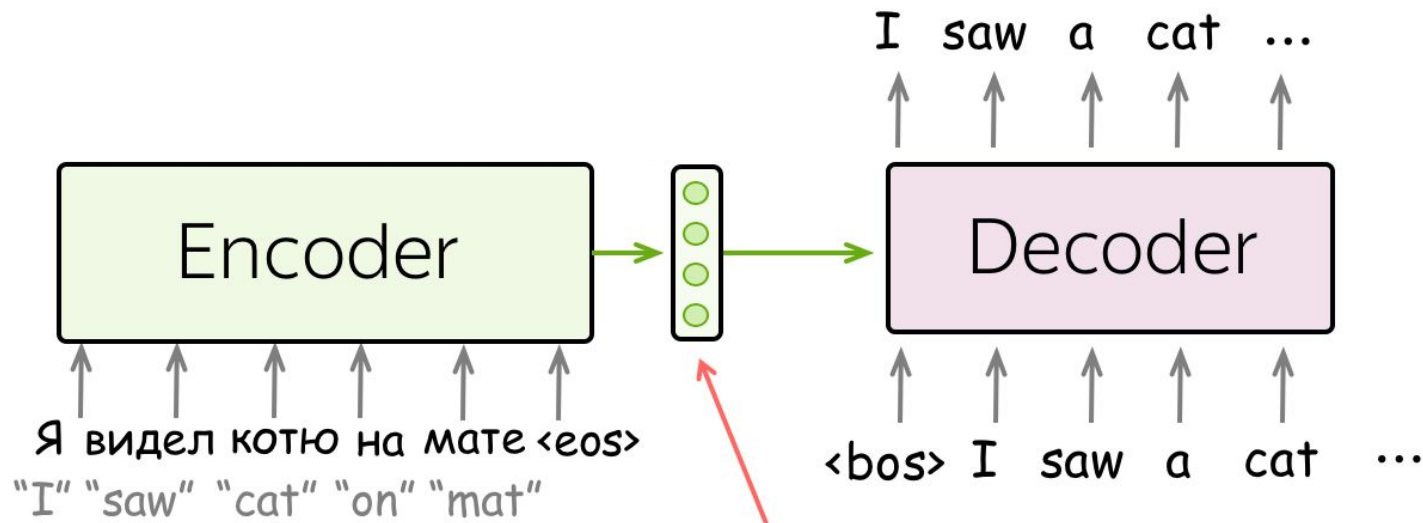 I saw a cat ...
Encoder
Decoder
Я видел котю на мате <eos>
"I" "saw" "cat" "on" "mat"
<bos> I saw a cat ...